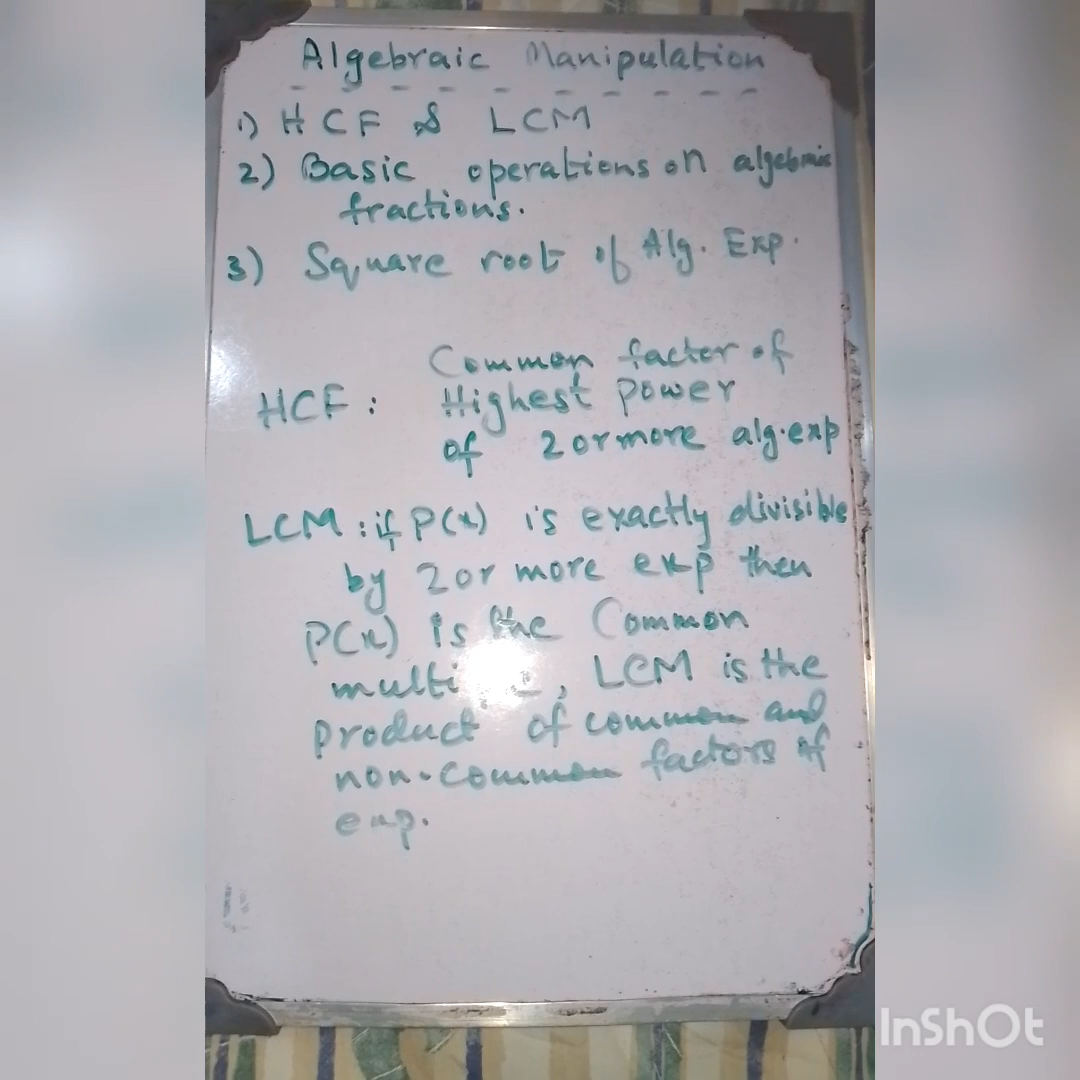 Algebraic Manipulation
1) HCF & LCM
2) Basic operations on algebraic
fractions.
3) Square root of Alg. Exp.
Common factor of
HCF: Highest power
of 2 or more alg.exp
LCM: if P(x) is exactly divisible
by 2 or more exp then
P(x) is the Common
LCM is the
product of common and
non-common factors of
exp.
InShOt